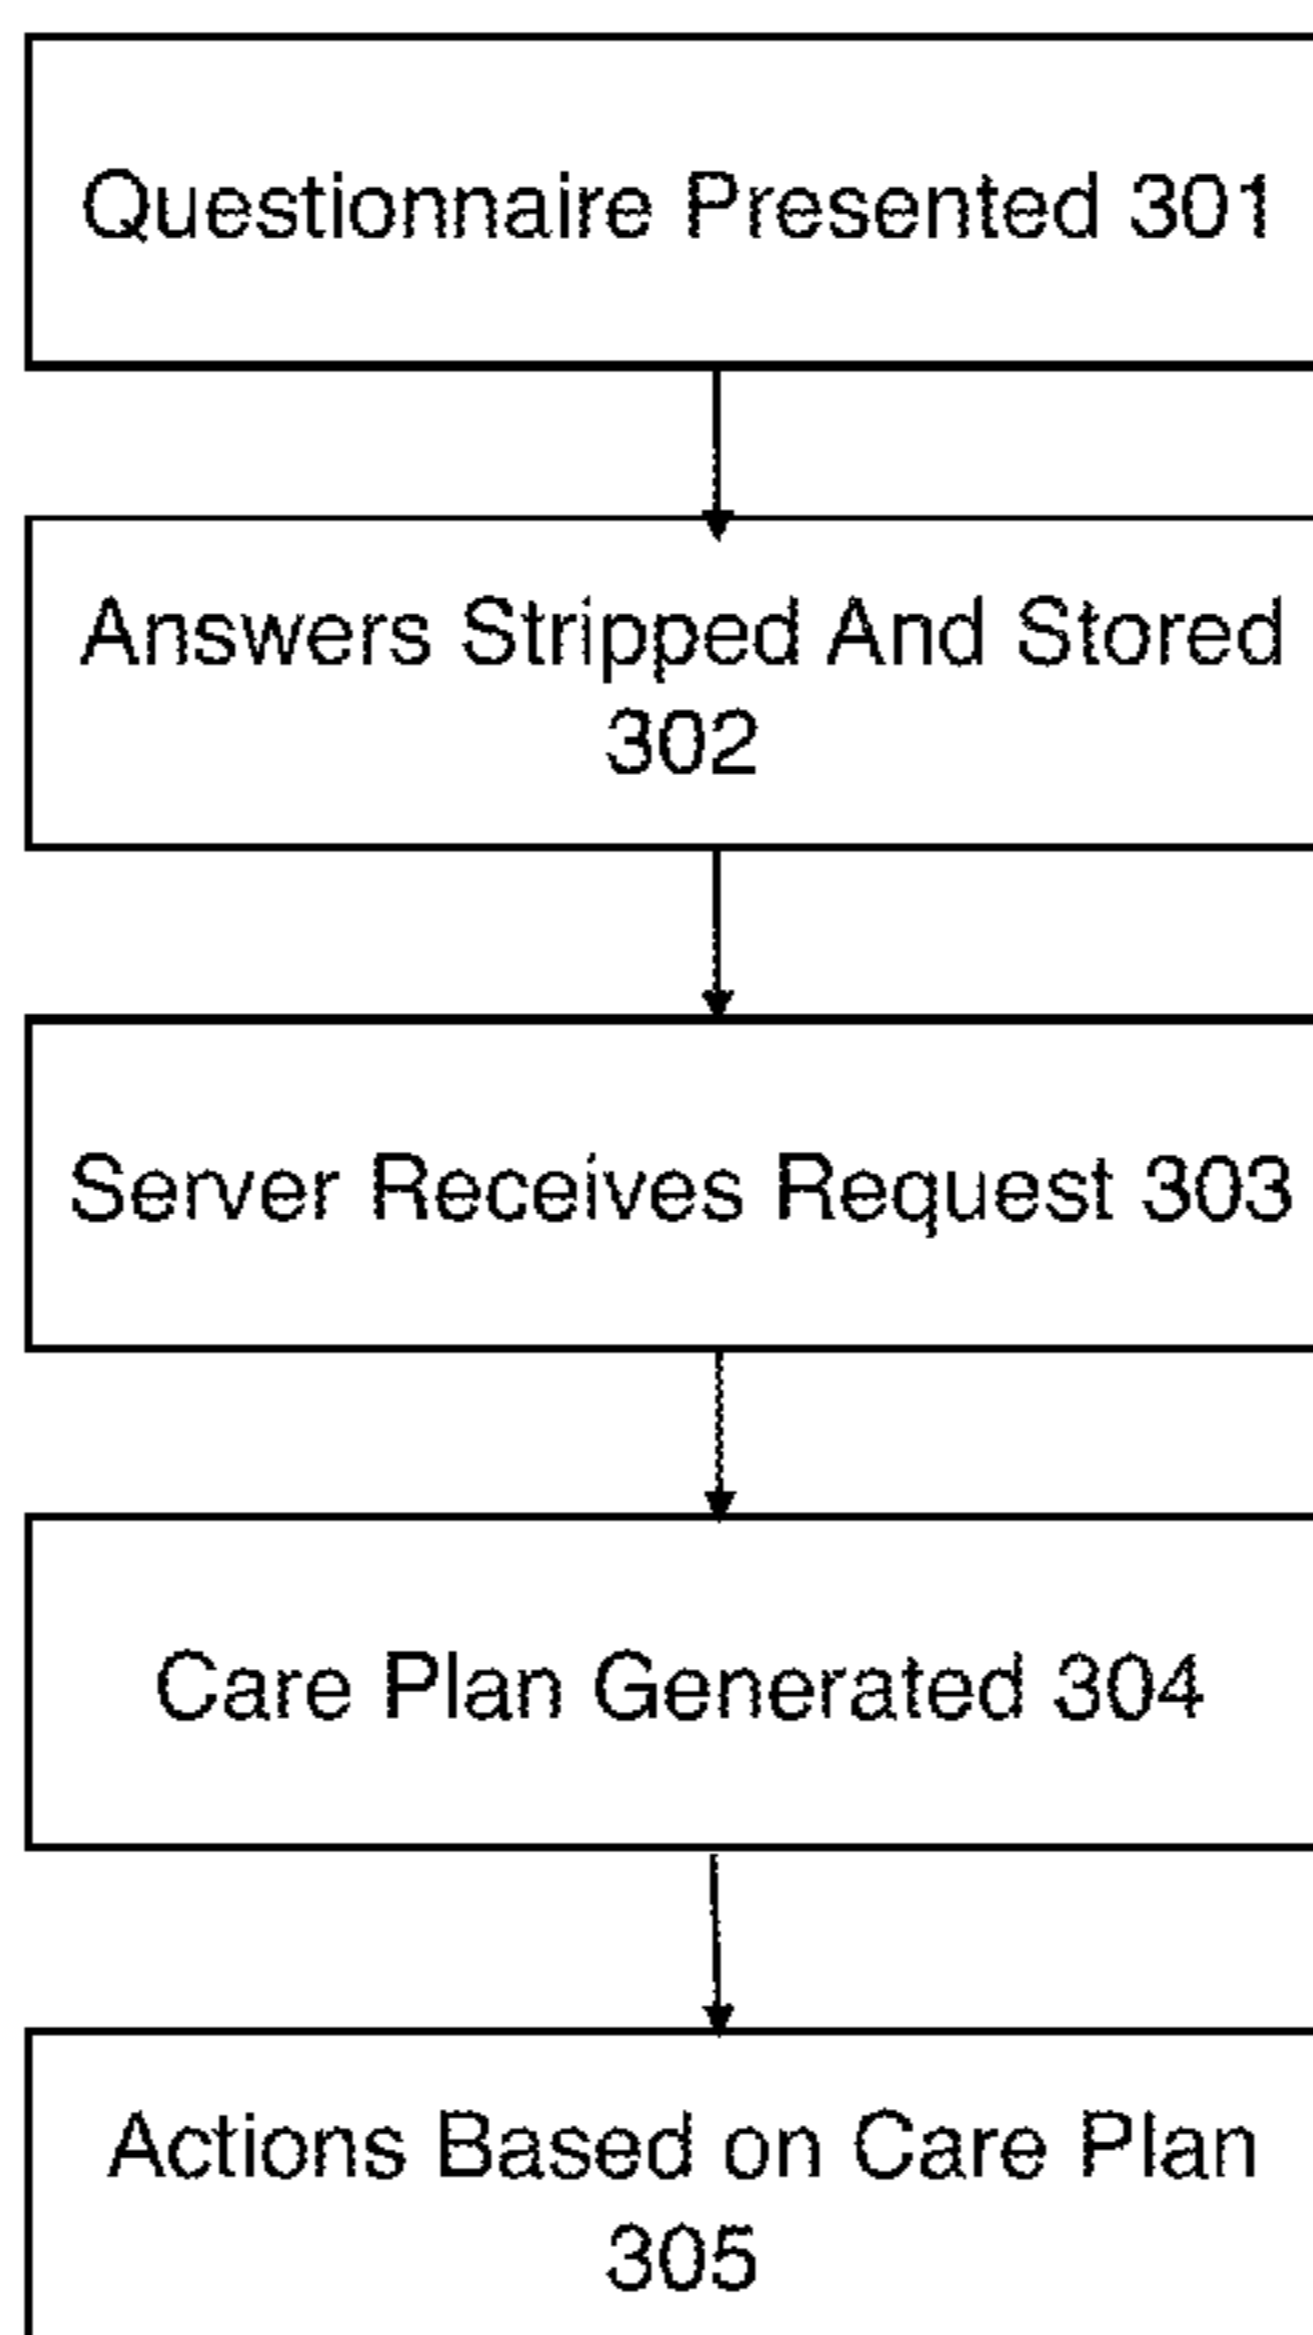 Questionnaire Presented 301
Answers Stripped And Stored
302
Server Receives Request 303
Care Plan Generated 304
Actions Based on Care Plan
305